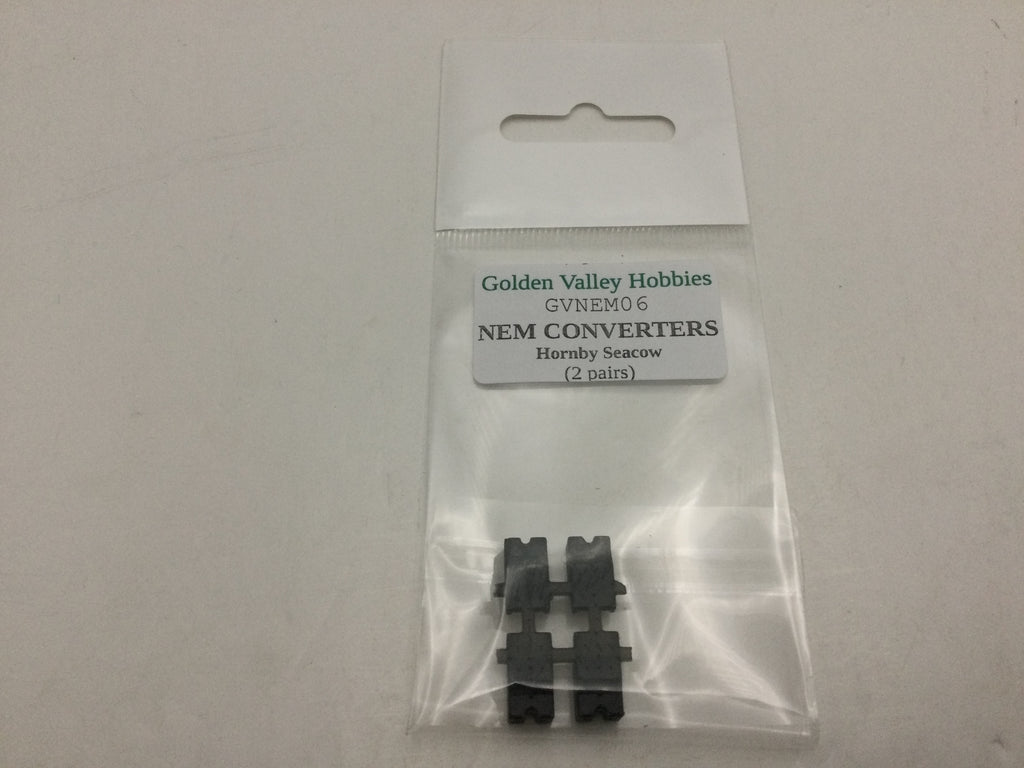 Golden Valley Hobbies
GVNEM06
NEM CONVERTERS
Hornby Seacow
(2 pairs)